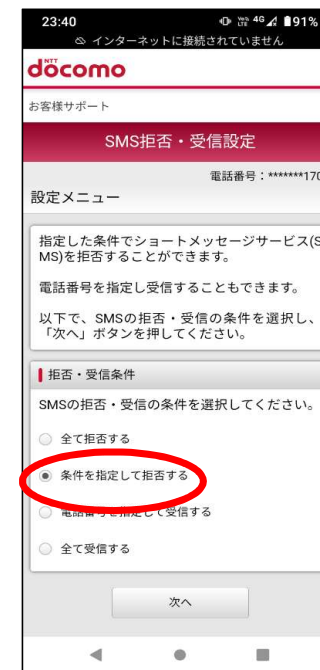 23:40 4G 91%
インターネットに接続されていません
NTT
docomo
お客様サポート
SMS拒否・受信設定
電話番号：*******170
設定メニュー
指定した条件でショートメッセージサービス(S
MS)を拒否することができます。
電話番号を指定し受信することもできます。
以下で、SMSの拒否・受信の条件を選択し、
「次へ」ボタンを押してください。
拒否・受信条件
SMSの拒否・受信の条件を選択してください。
全て拒否する
条件を指定して拒否する
電話番号を指定して受信する
全て受信する
次へ